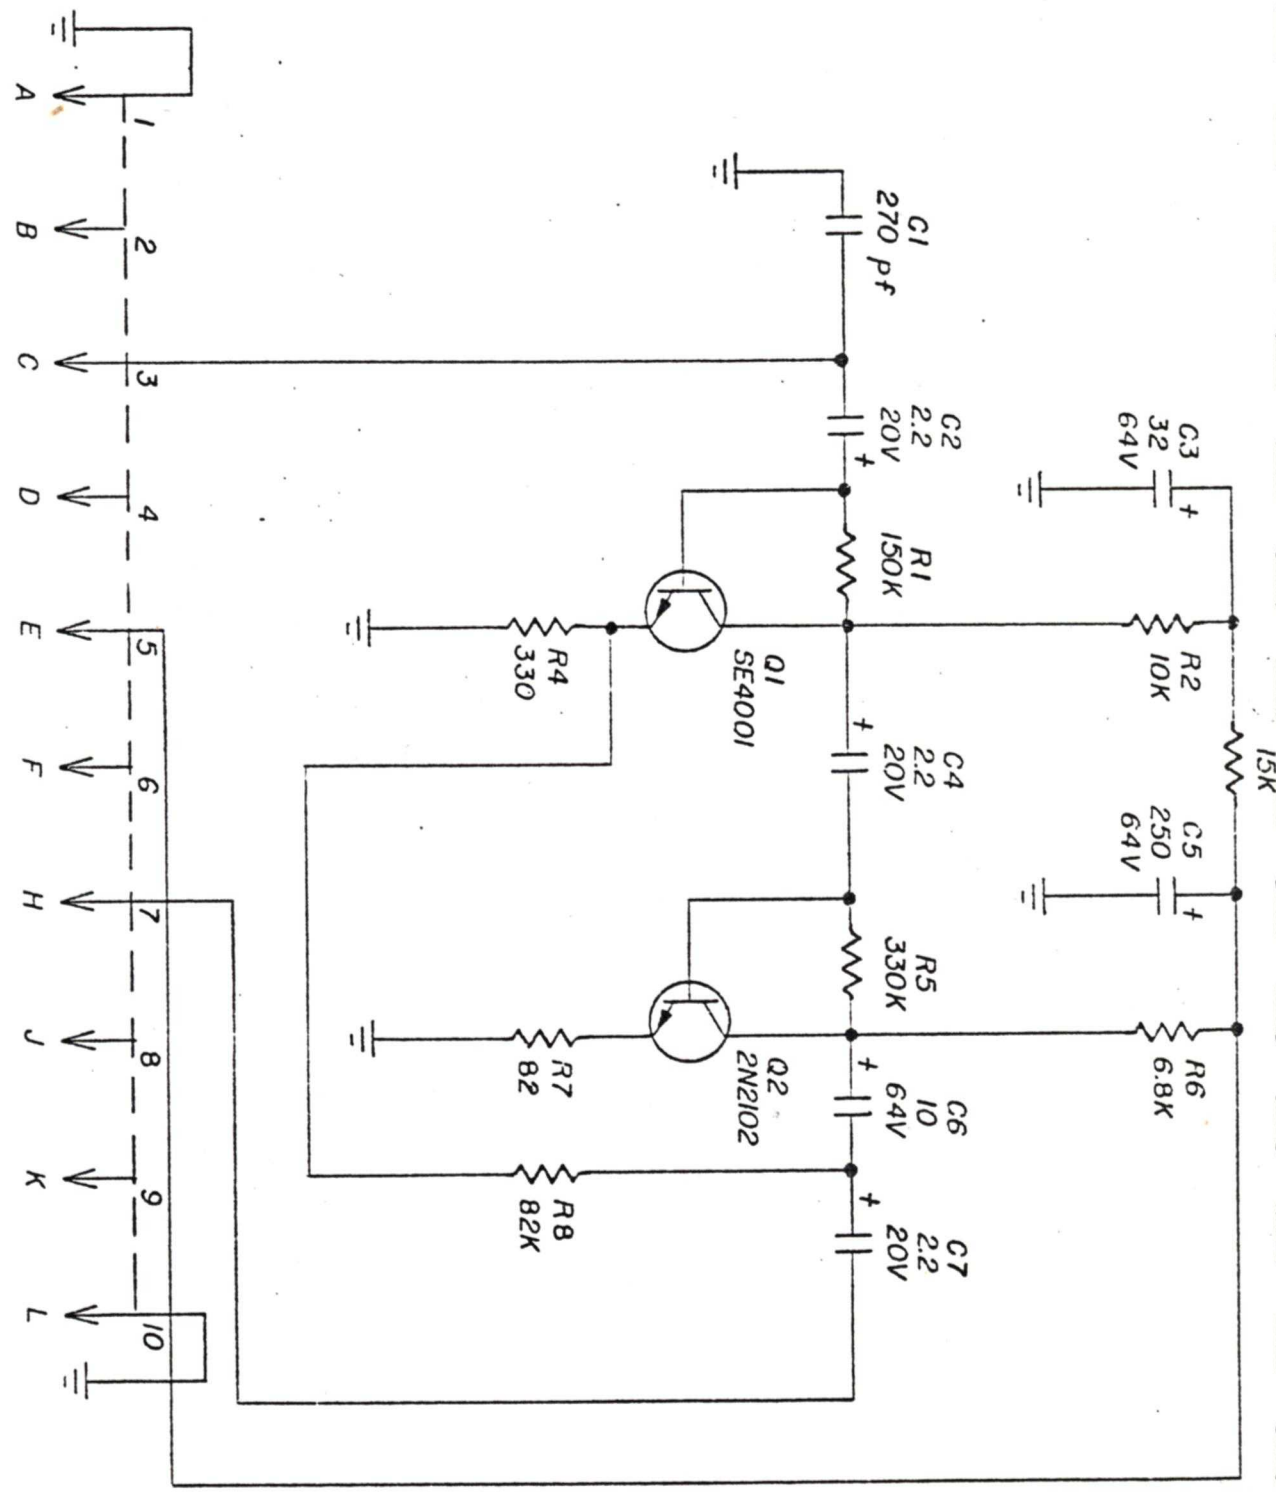 15K
C3
32
64V
+
R2
10K
C5
250
64V
+
R6
6.8K
C1
270 pf
C2
2.2
20V
+
R1
150K
C4
2.2
20V
+
R5
330K
C6
10
64V
+
C7
2.2
20V
+
Q1
SE4001
Q2
2N2102
R4
330
R7
82
R8
82K
1 2 3 4 5 6 7 8 9 10
A B C D E F H J K L